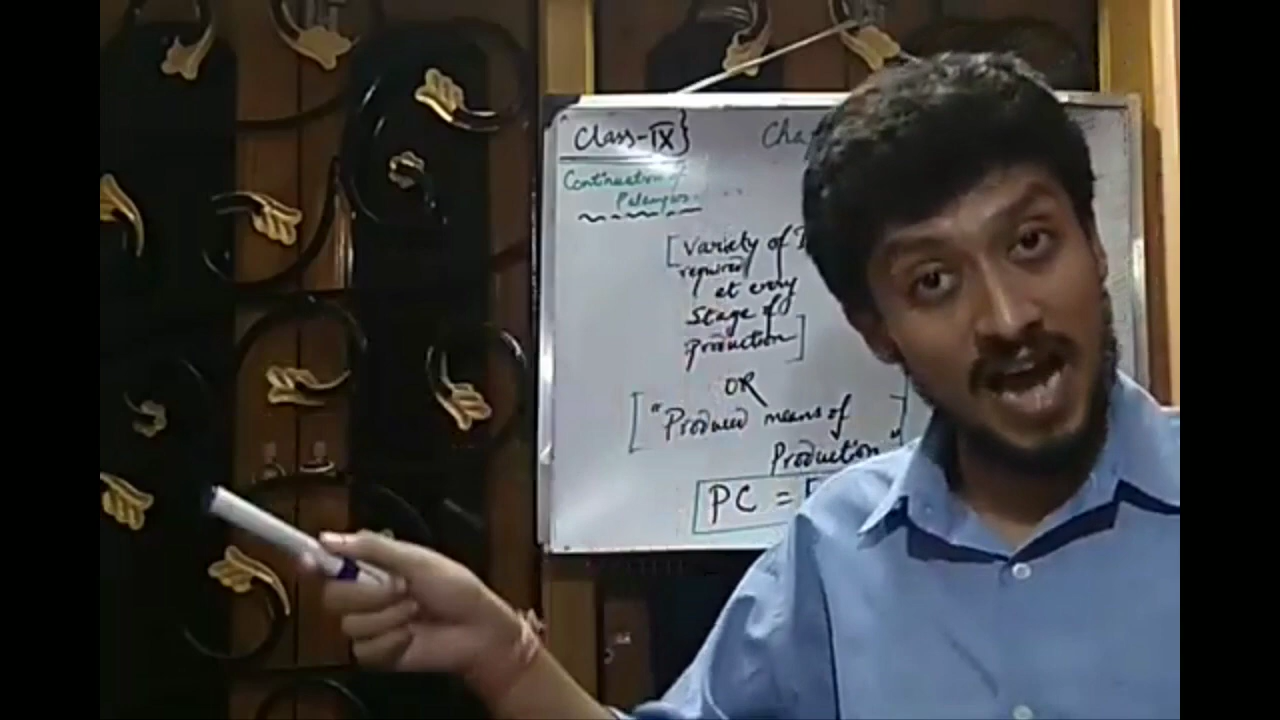 Class-IX}
Cha
Continuation of
Palampur
[Variety of
required
at every
Stage of
Production]
OR
["Produced means of
Production"]
PC = [